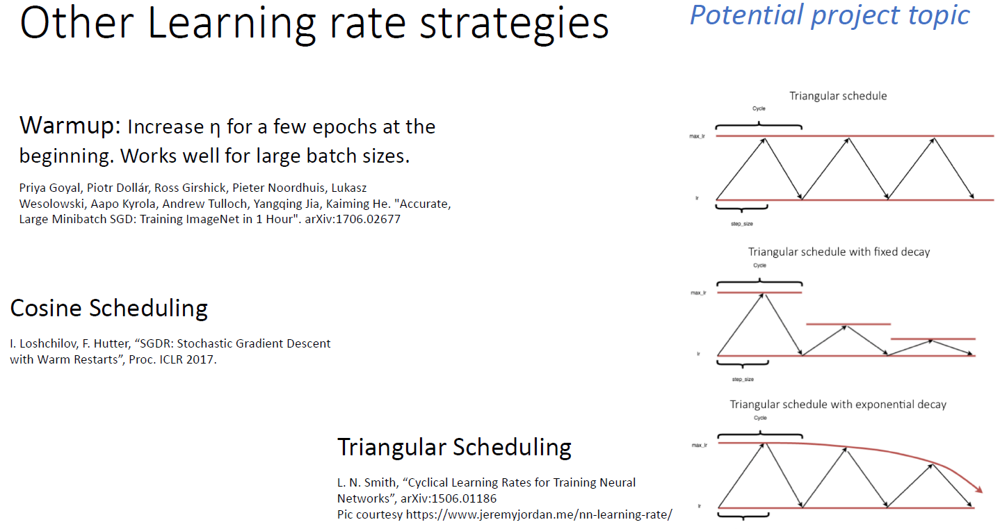 Other Learning rate strategies
Potential project topic
Warmup: Increase η for a few epochs at the
beginning. Works well for large batch sizes.
Priya Goyal, Piotr Dollár, Ross Girshick, Pieter Noordhuis, Lukasz
Wesolowski, Aapo Kyrola, Andrew Tulloch, Yangqing Jia, Kaiming He. "Accurate,
Large Minibatch SGD: Training ImageNet in 1 Hour". arXiv:1706.02677
Cosine Scheduling
I. Loshchilov, F. Hutter, “SGDR: Stochastic Gradient Descent
with Warm Restarts”, Proc. ICLR 2017.
Triangular Scheduling
L. N. Smith, “Cyclical Learning Rates for Training Neural
Networks”, arXiv:1506.01186
Pic courtesy https://www.jeremyjordan.me/nn-learning-rate/
Triangular schedule
Cycle
max_lr
lr
step_size
Triangular schedule with fixed decay
Cycle
max_lr
lr
step_size
Triangular schedule with exponential decay
Cycle
max_lr
lr